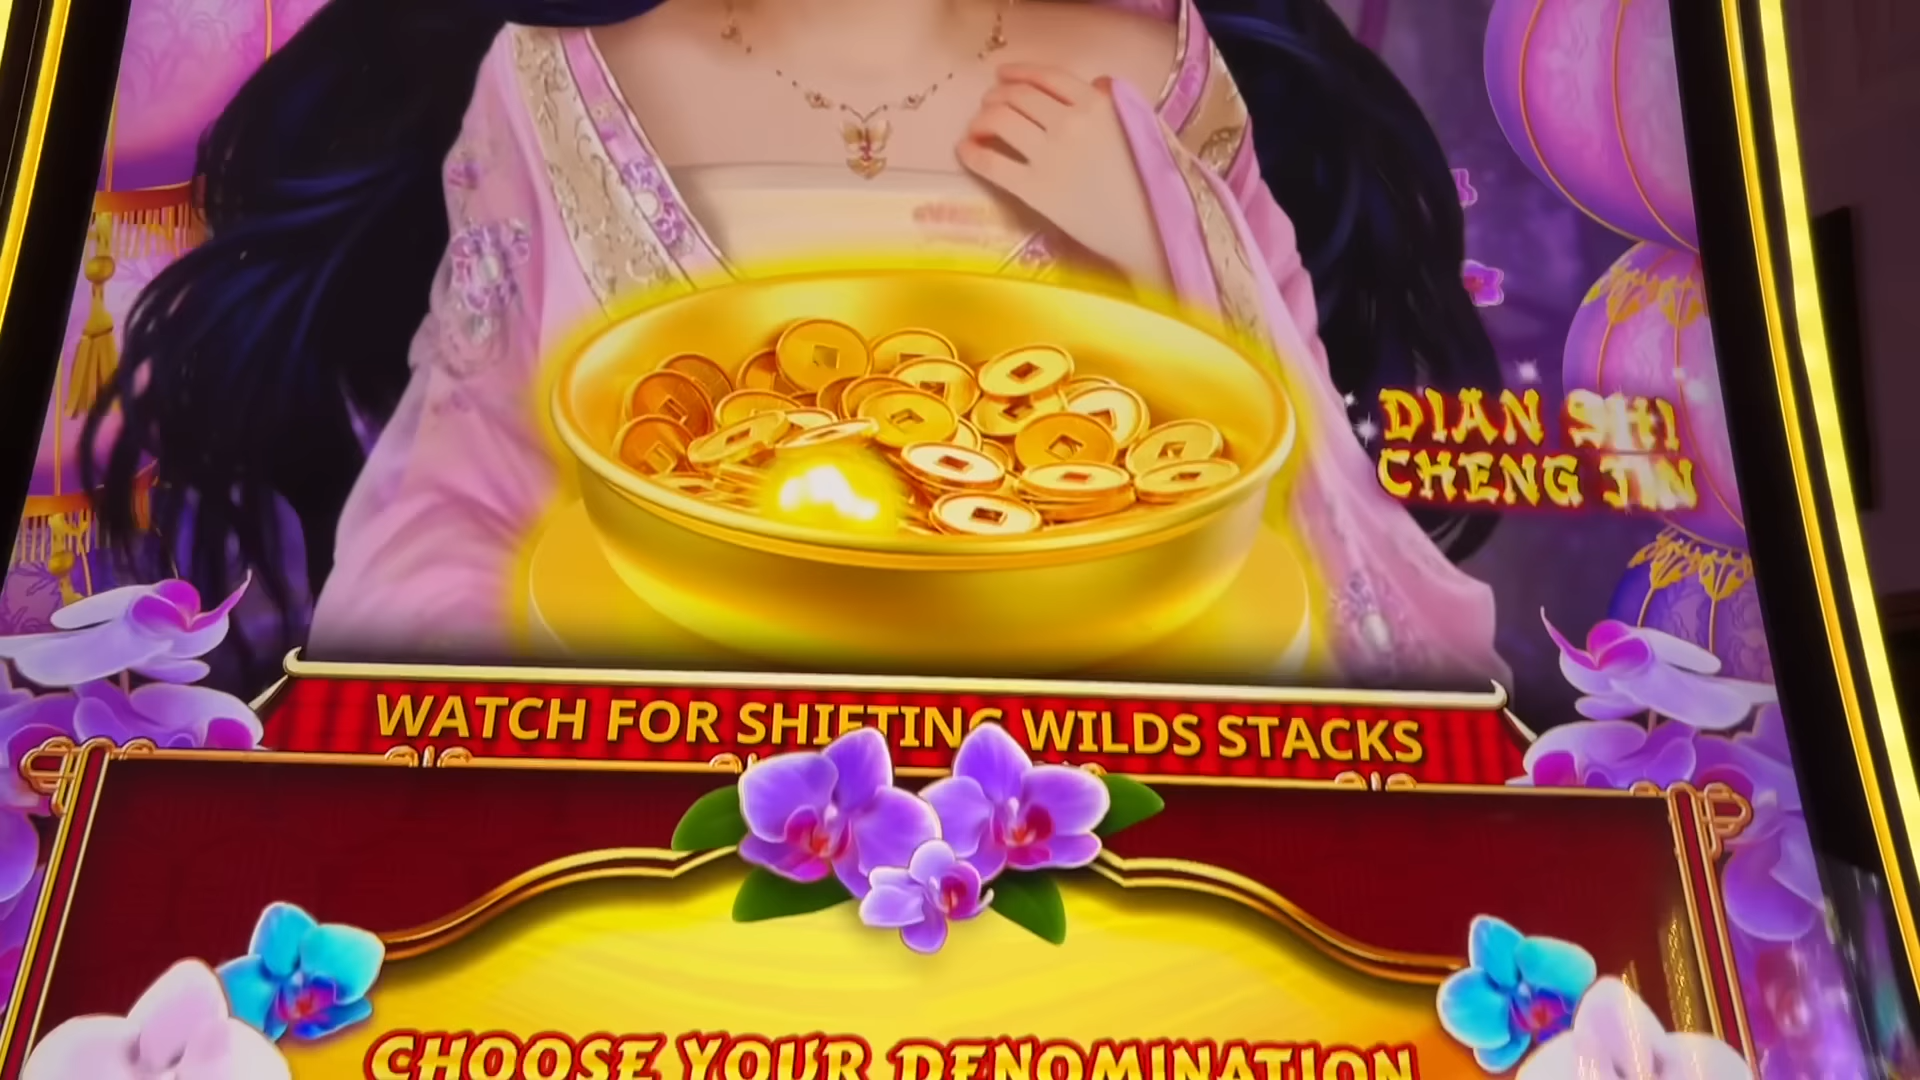 DIAN SHI
CHENG JIN
WATCH FOR SHIFTING WILDS STACKS
CHOOSE YOUR DENOMINATION